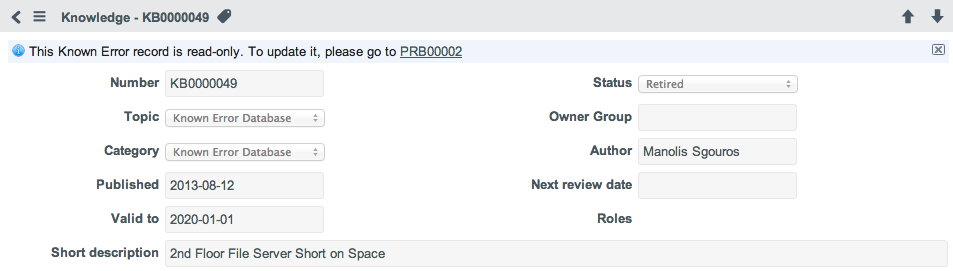 Knowledge - KB0000049
This Known Error record is read-only. To update it, please go to PRB00002
Number KB0000049 Status Retired
Topic Known Error Database Owner Group
Category Known Error Database Author Manolis Sgouros
Published 2013-08-12 Next review date
Valid to 2020-01-01 Roles
Short description 2nd Floor File Server Short on Space